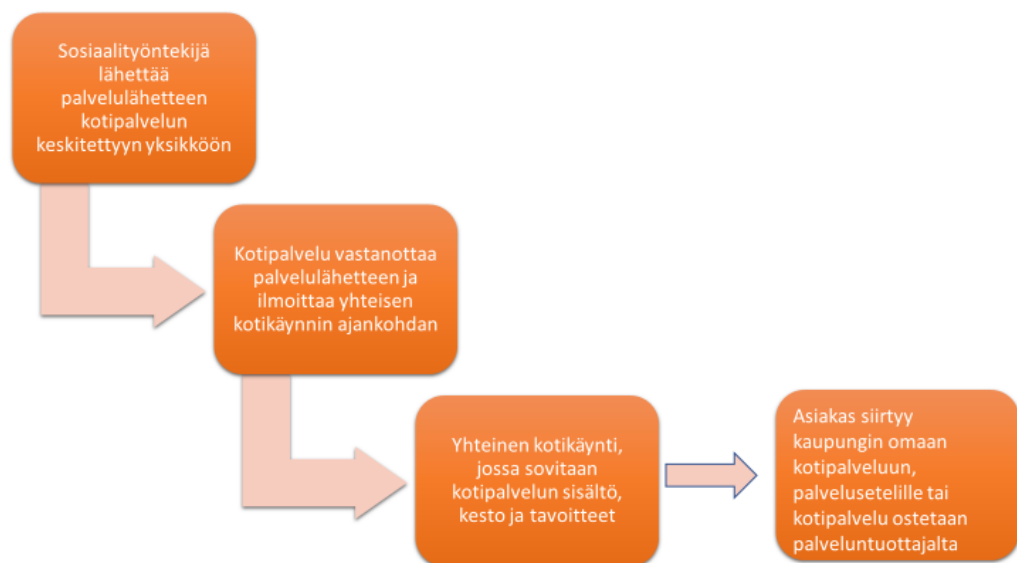 Sosiaalityöntekijä
lähettää
palvelulähetteen
kotipalvelun
keskitettyyn yksikköön
Kotipalvelu vastanottaa
palvelulähetteen ja
ilmoittaa yhteisen
kotikäynnin ajankohdan
Yhteinen kotikäynti,
jossa sovitaan
kotipalvelun sisältö,
kesto ja tavoitteet
Asiakas siirtyy
kaupungin omaan
kotipalveluun,
palvelusetelille tai
kotipalvelu ostetaan
palveluntuottajalta